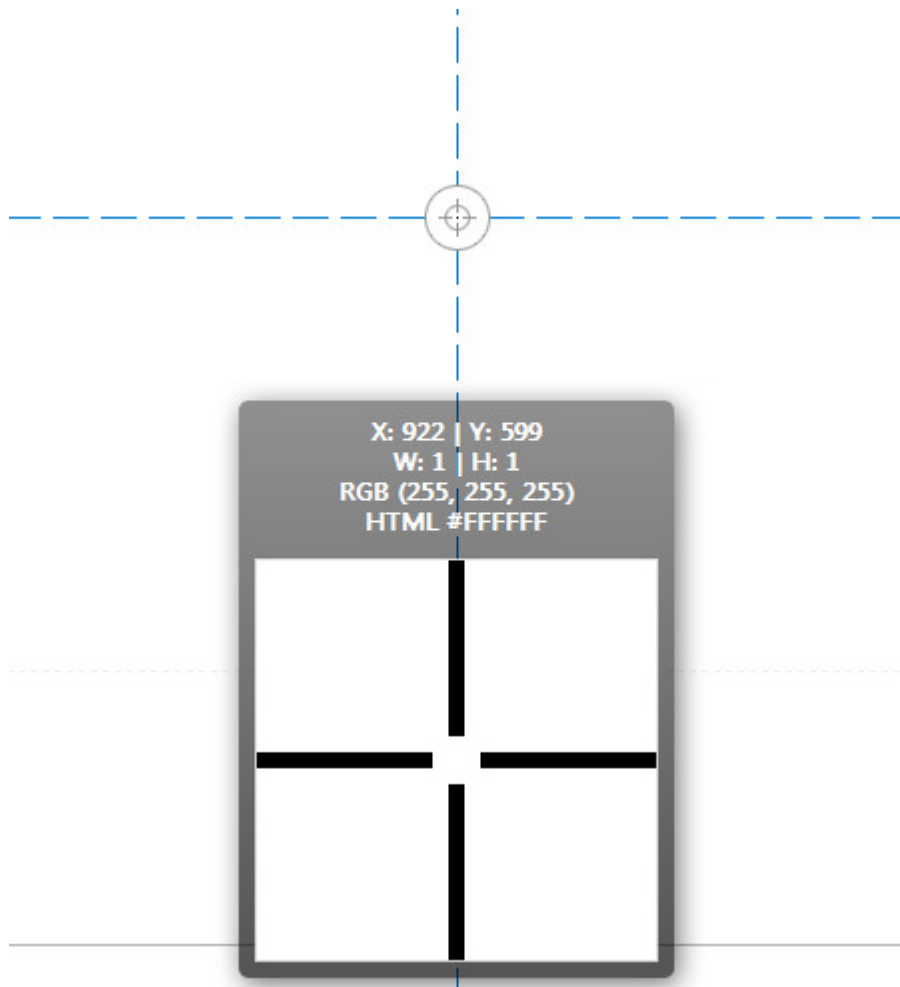 X: 922 | Y: 599
W: 1 | H: 1
RGB (255, 255, 255)
HTML #FFFFFF